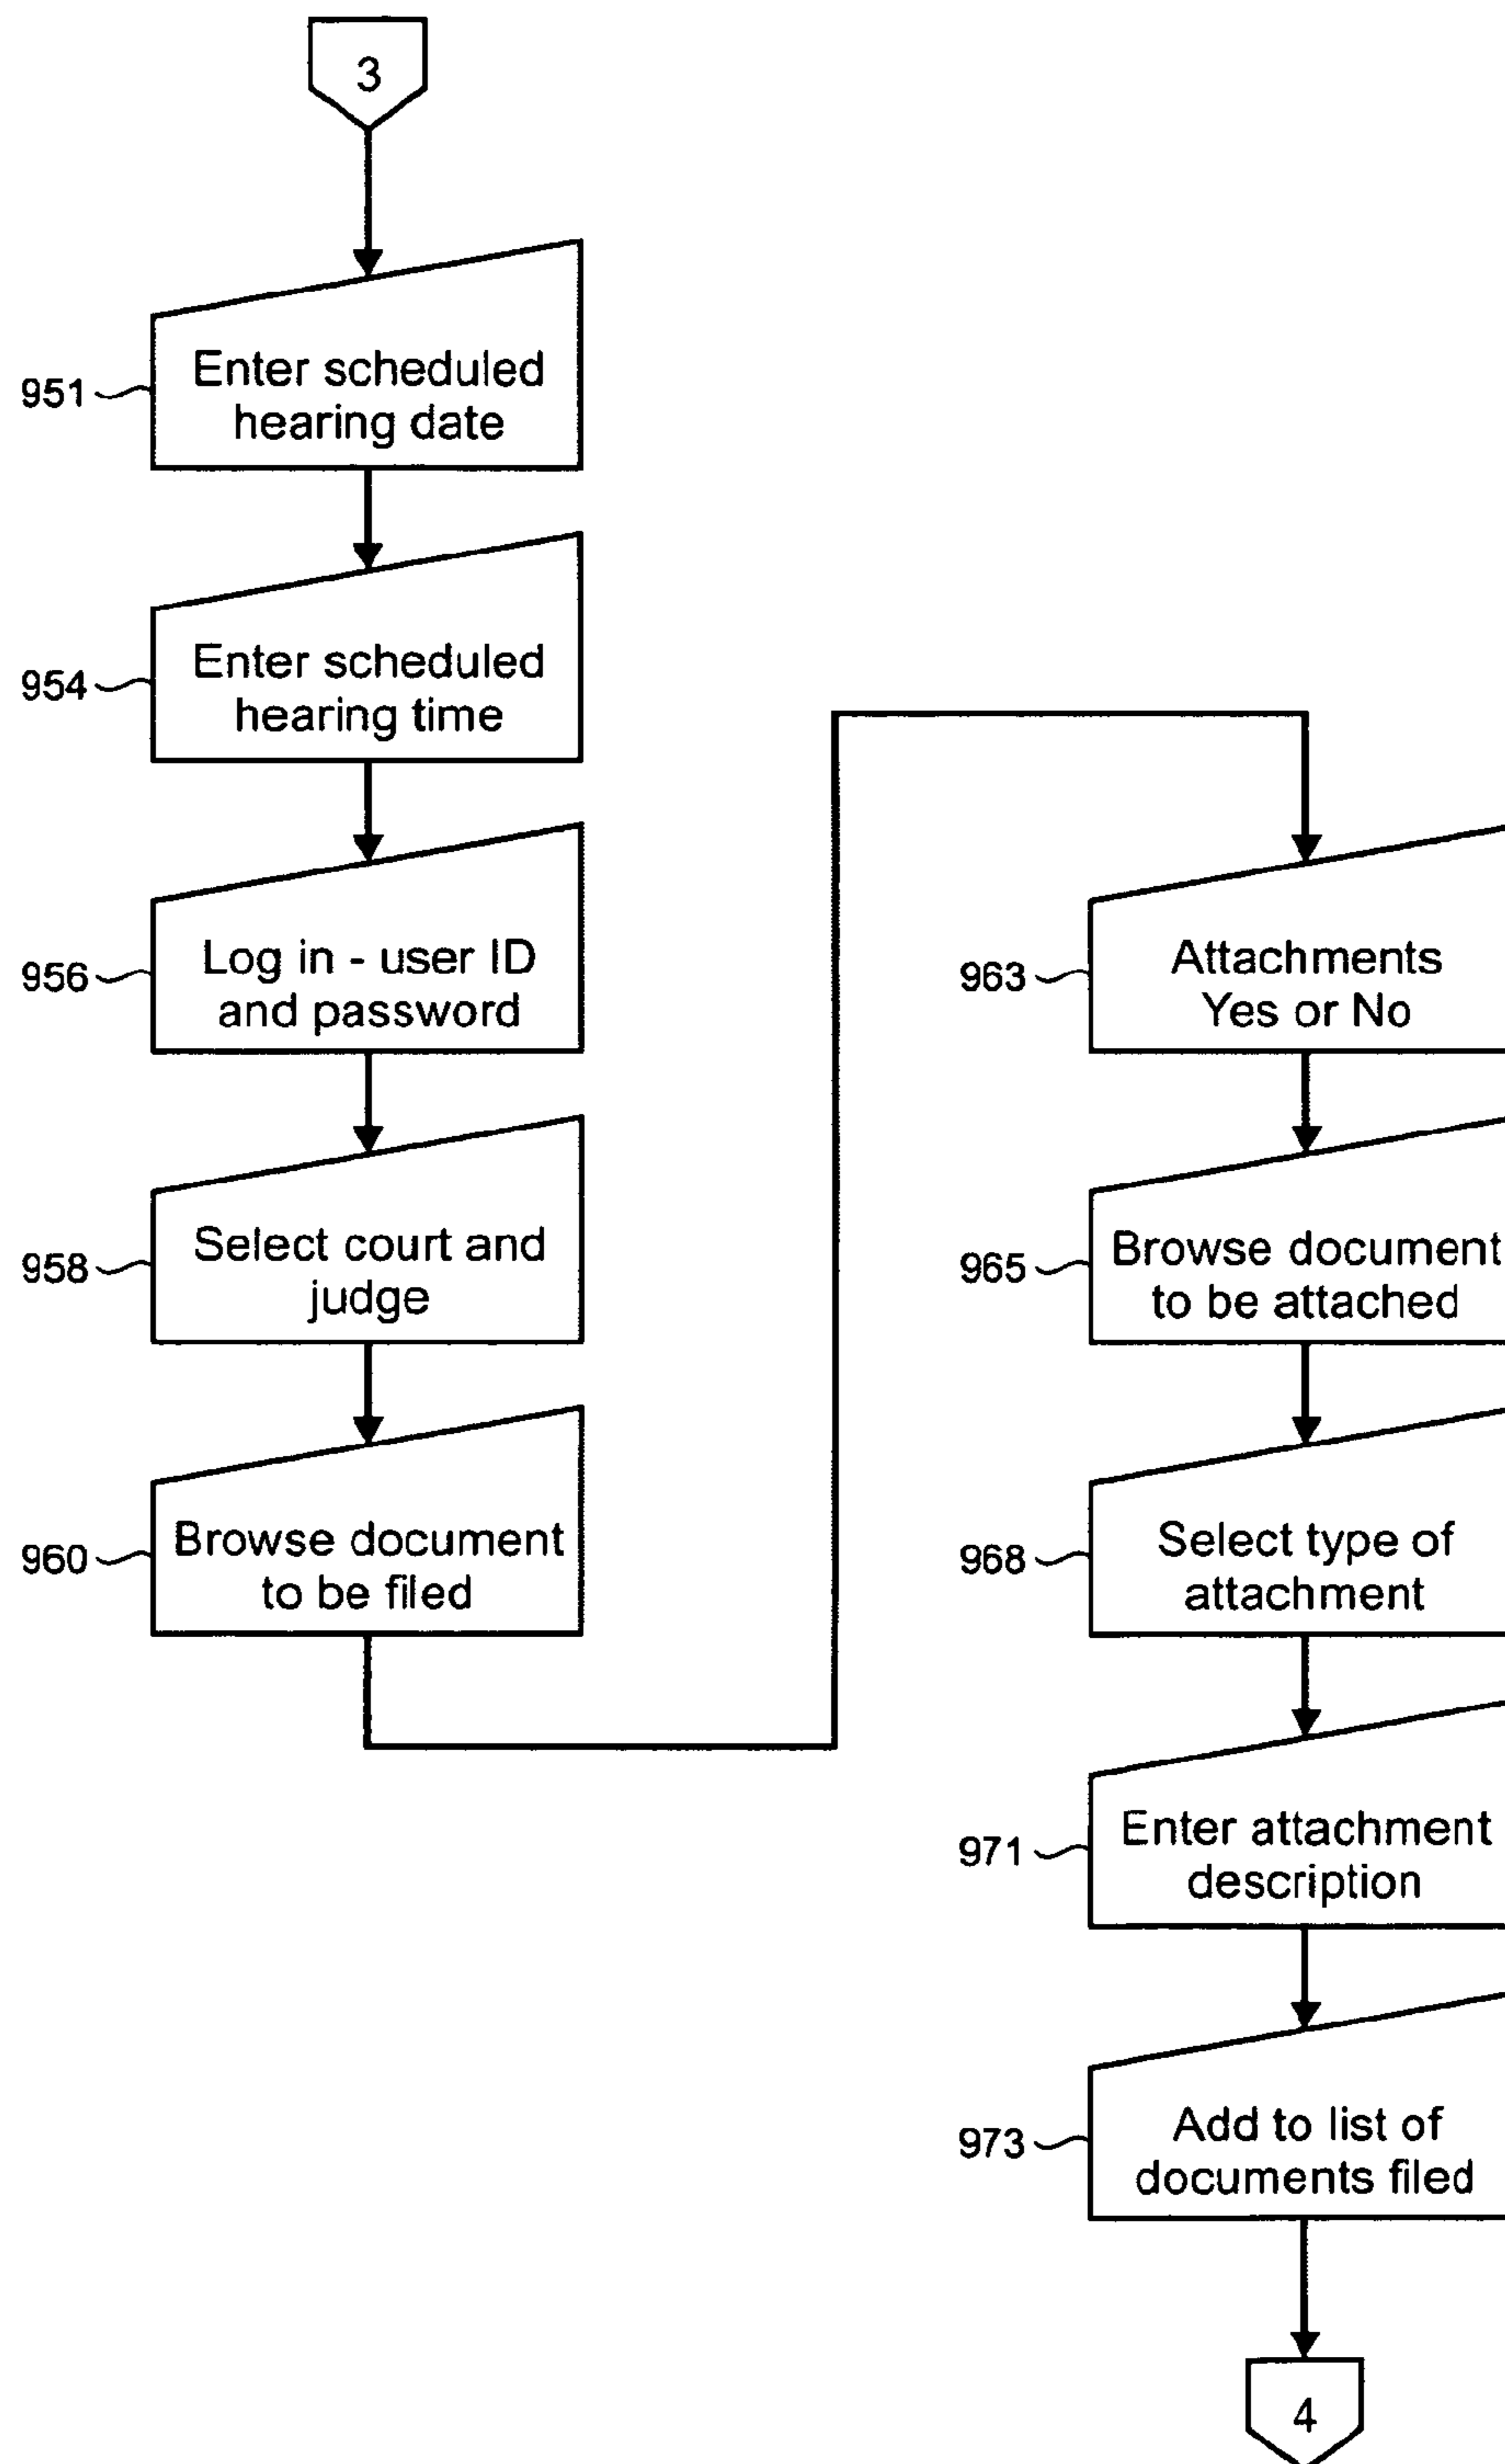 3
951
Enter scheduled
hearing date
954
Enter scheduled
hearing time
956
Log in - user ID
and password
958
Select court and
judge
960
Browse document
to be filed
963
Attachments
Yes or No
965
Browse document
to be attached
968
Select type of
attachment
971
Enter attachment
description
973
Add to list of
documents filed
4